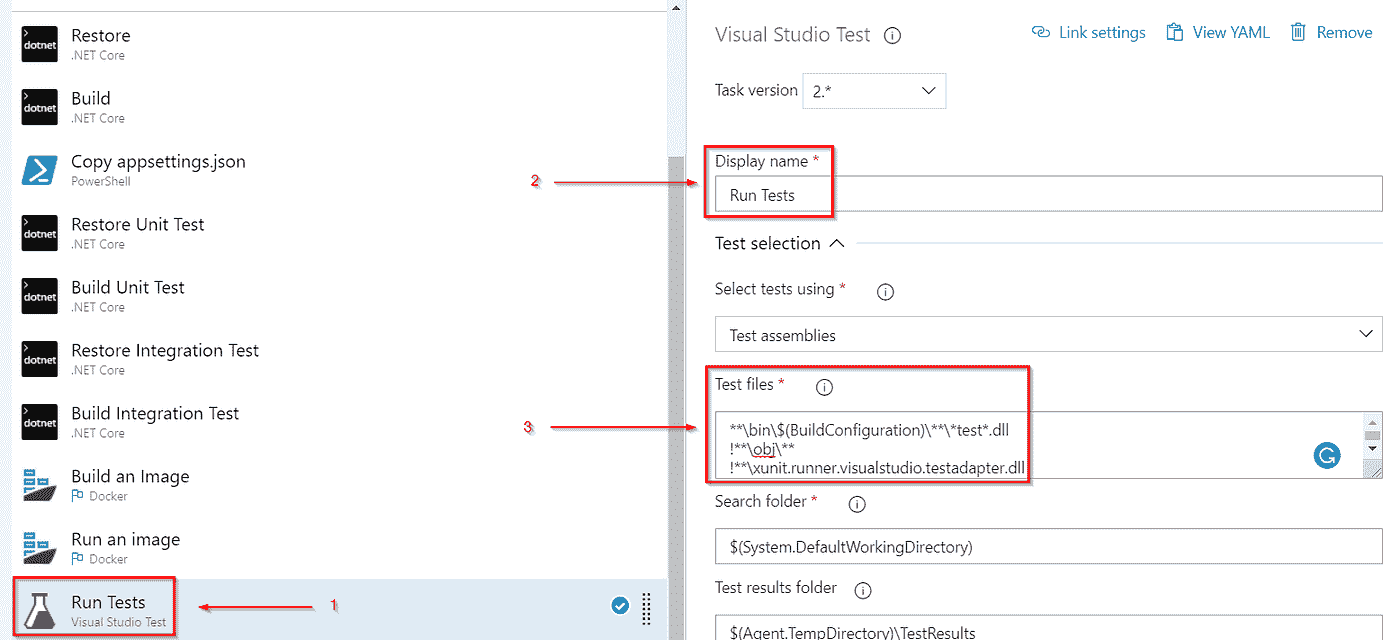 dotnet
Restore
.NET Core
dotnet
Build
.NET Core
Copy appsettings.json
PowerShell
dotnet
Restore Unit Test
.NET Core
dotnet
Build Unit Test
.NET Core
dotnet
Restore Integration Test
.NET Core
dotnet
Build Integration Test
.NET Core
Build an Image
Docker
Run an image
Docker
Run Tests
Visual Studio Test
1
2
3
Visual Studio Test
Link settings
View YAML
Remove
Task version 2.*
Display name *
Run Tests
Test selection
Select tests using *
Test assemblies
Test files *
**\bin\$(BuildConfiguration)\**\*test*.dll
!**\obj\**
!**\xunit.runner.visualstudio.testadapter.dll
Search folder *
$(System.DefaultWorkingDirectory)
Test results folder
$(Agent.TempDirectory)\TestResults